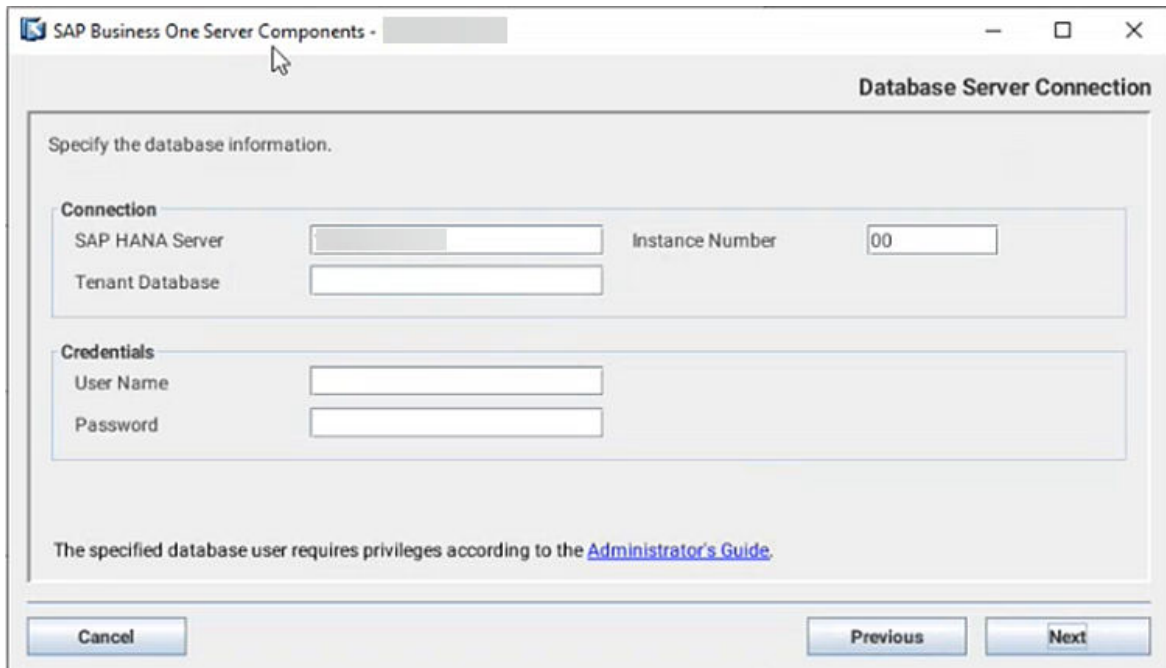 SAP Business One Server Components -
Database Server Connection
Specify the database information.
Connection
SAP HANA Server
Instance Number 00
Tenant Database
Credentials
User Name
Password
The specified database user requires privileges according to the Administrator's Guide.
Cancel Previous Next